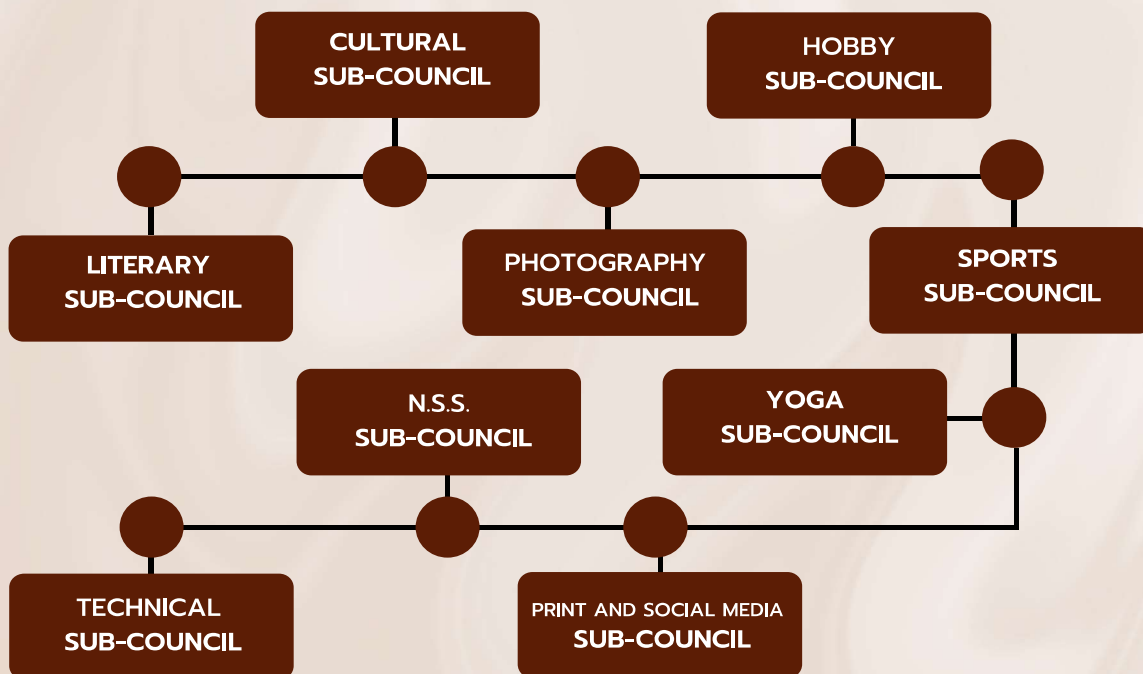 CULTURAL
SUB-COUNCIL
HOBBY
SUB-COUNCIL
LITERARY
SUB-COUNCIL
PHOTOGRAPHY
SUB-COUNCIL
SPORTS
SUB-COUNCIL
N.S.S.
SUB-COUNCIL
YOGA
SUB-COUNCIL
TECHNICAL
SUB-COUNCIL
PRINT AND SOCIAL MEDIA
SUB-COUNCIL